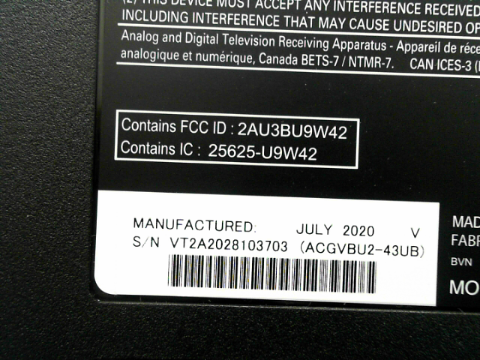 (2) THIS DEVICE MUST ACCEPT ANY INTERFERENCE RECEIVED
INCLUDING INTERFERENCE THAT MAY CAUSE UNDESIRED OP
Analog and Digital Television Receiving Apparatus - Appareil de réce
analogique et numérique, Canada BETS-7 / NTMR-7. CAN ICES-3 (
Contains FCC ID : 2AU3BU9W42
Contains IC : 25625-U9W42
MANUFACTURED: JULY 2020 V
S/N VT2A2028103703 (ACGVBU2-43UB)
MAD
FABR
BVN
MO